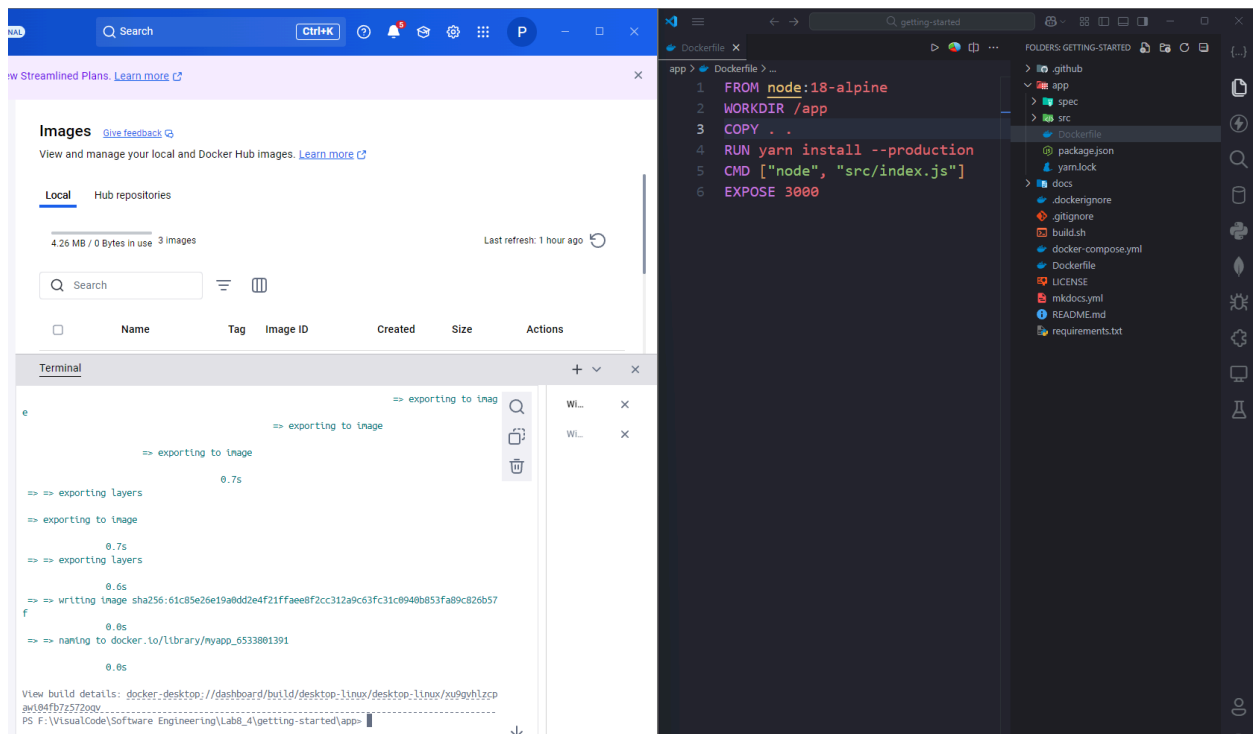 NAL
Search
Ctrl+K
5
P
ew Streamlined Plans. Learn more
Images Give feedback
View and manage your local and Docker Hub images. Learn more
Local Hub repositories
4.26 MB / 0 Bytes in use 3 images
Last refresh: 1 hour ago
Search
Name Tag Image ID Created Size Actions
Terminal
=> exporting to imag
e
=> exporting to image
=> exporting to image
0.7s
=> => exporting layers
=> exporting to image
0.7s
=> => exporting layers
0.6s
=> => writing image sha256:61c85e26e19a0dd2e4f21ffaee8f2cc312a9c63fc31c0940b853fa89c826b57
f
0.0s
=> => naming to docker.io/library/myapp_6533801391
0.0s
View build details: docker-desktop://dashboard/build/desktop-linux/desktop-linux/xu9gvhlzcp
awi04fb7z572oqv
PS F:\VisualCode\Software Engineering\Lab8_4\getting-started\app>
Wi...
Wi...
getting-started
Dockerfile
app > Dockerfile > ...
1 FROM node:18-alpine
2 WORKDIR /app
3 COPY . .
4 RUN yarn install --production
5 CMD ["node", "src/index.js"]
6 EXPOSE 3000
FOLDERS: GETTING-STARTED
.github
app
spec
src
Dockerfile
package.json
yarn.lock
docs
.dockerignore
.gitignore
build.sh
docker-compose.yml
Dockerfile
LICENSE
mkdocs.yml
README.md
requirements.txt